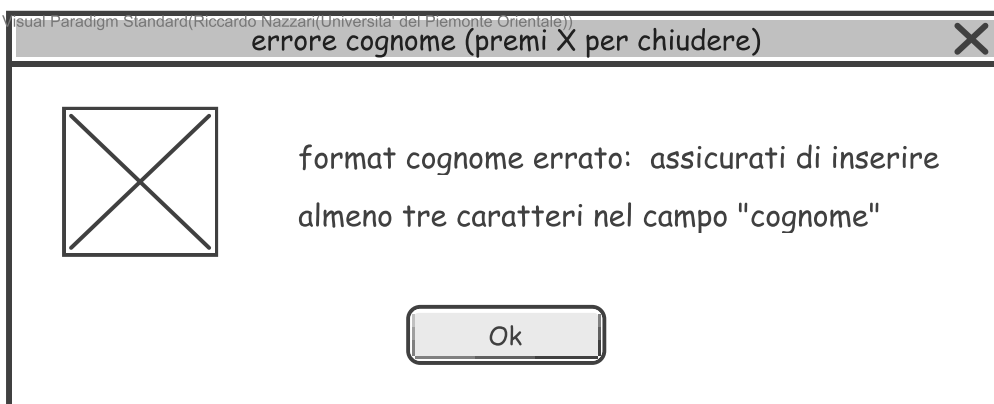 Visual Paradigm Standard(Riccardo Nazzari(Universita' del Piemonte Orientale))
errore cognome (premi X per chiudere)
format cognome errato:  assicurati di inserire
almeno tre caratteri nel campo "cognome"
Ok